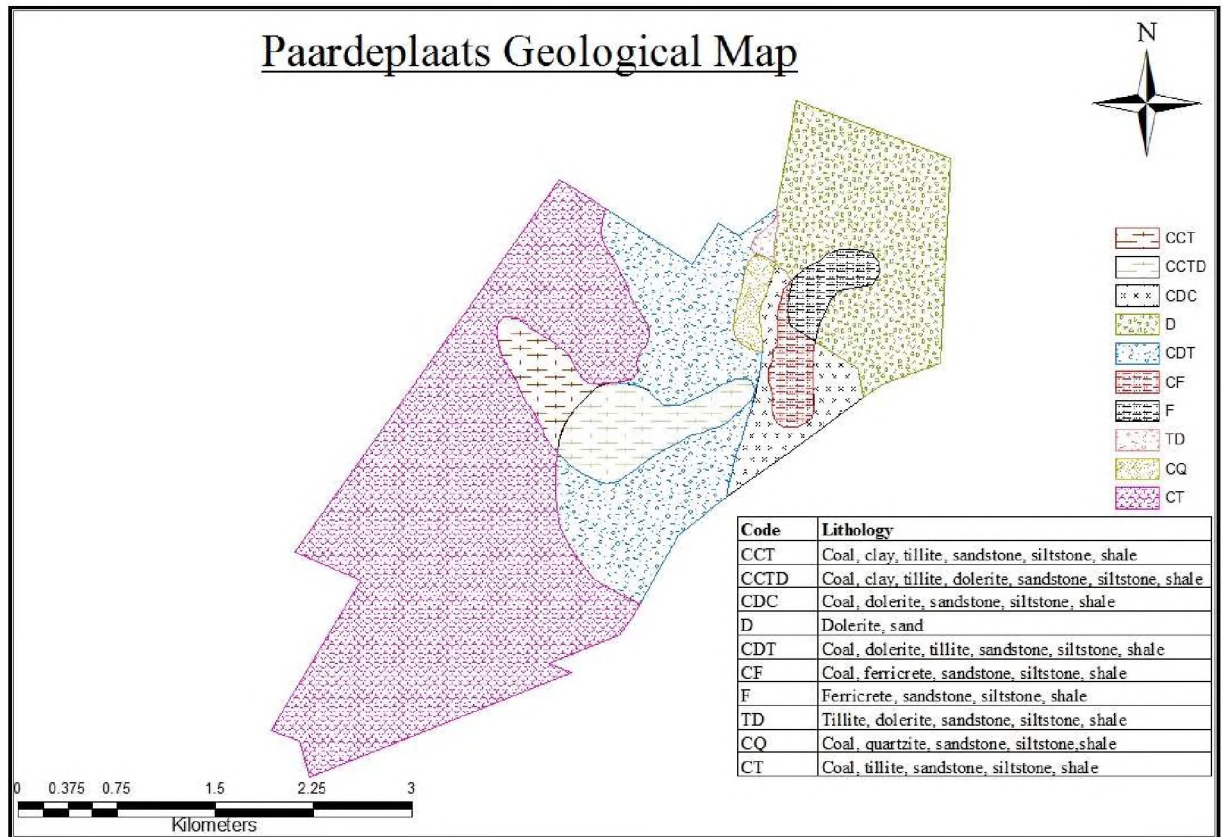 Paardeplaats Geological Map
N
CCT
CCTD
CDC
D
CDT
CF
F
TD
CQ
CT
Code Lithology
CCT Coal, clay, tillite, sandstone, siltstone, shale
CCTD Coal, clay, tillite, dolerite, sandstone, siltstone, shale
CDC Coal, dolerite, sandstone, siltstone, shale
D Dolerite, sand
CDT Coal, dolerite, tillite, sandstone, siltstone, shale
CF Coal, ferricrete, sandstone, siltstone, shale
F Ferricrete, sandstone, siltstone, shale
TD Tillite, dolerite, sandstone, siltstone, shale
CQ Coal, quartzite, sandstone, siltstone,shale
CT Coal, tillite, sandstone, siltstone, shale
0 0.375 0.75 1.5 2.25 3
Kilometers